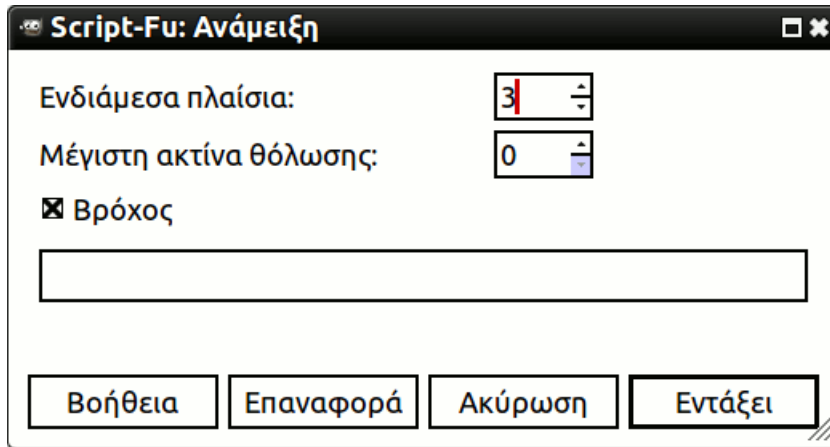 Script-Fu: Ανάμειξη
Ενδιάμεσα πλαίσια: 3
Μέγιστη ακτίνα θόλωσης: 0
Βρόχος
Βοήθεια Επαναφορά Ακύρωση Εντάξει